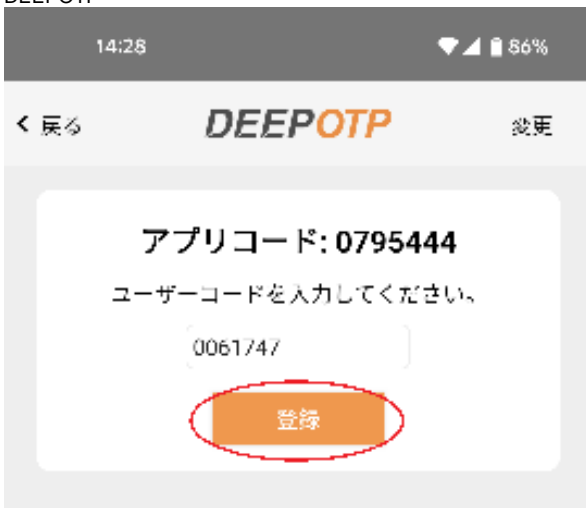 DEEPOTP
14:28 86%
戻る DEEPOTP 変更
アプリコード: 0795444
ユーザーコードを入力してください。
0061747
登録